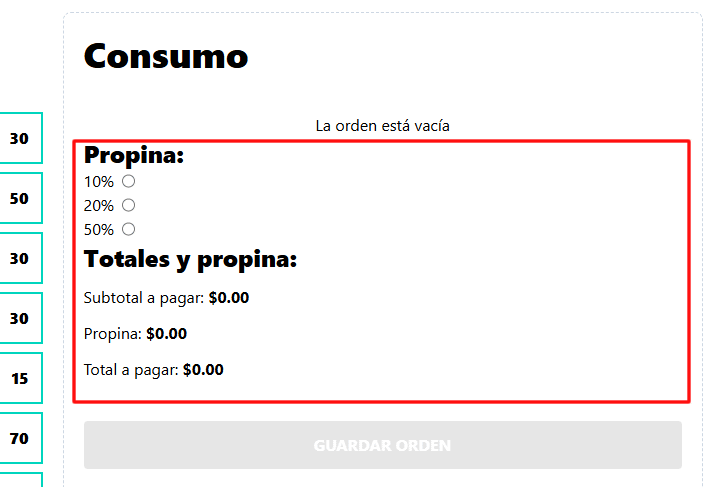 Consumo
La orden está vacía
30
Propina:
10%
50
20%
50%
30
Totales y propina:
Subtotal a pagar: $0.00
30
Propina: $0.00
Total a pagar: $0.00
15
70
GUARDAR ORDEN